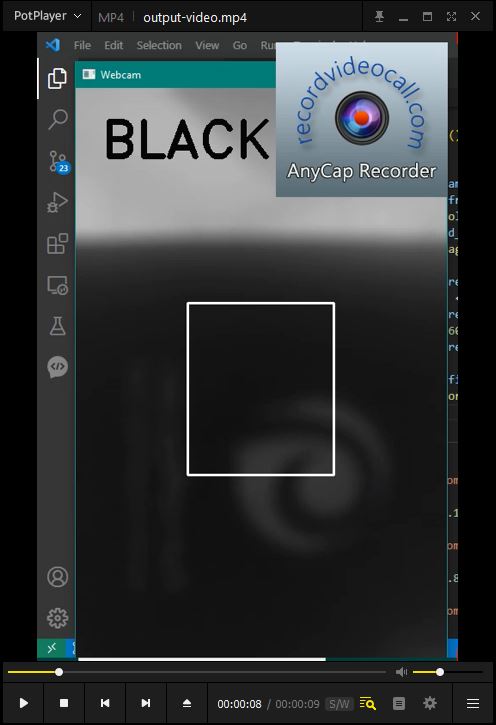 PotPlayer
MP4
output-video.mp4
File Edit Selection View Go Ru
Webcam
BLACK
recordvideocall.com
AnyCap Recorder
23
00:00:08 / 00:00:09 S/W